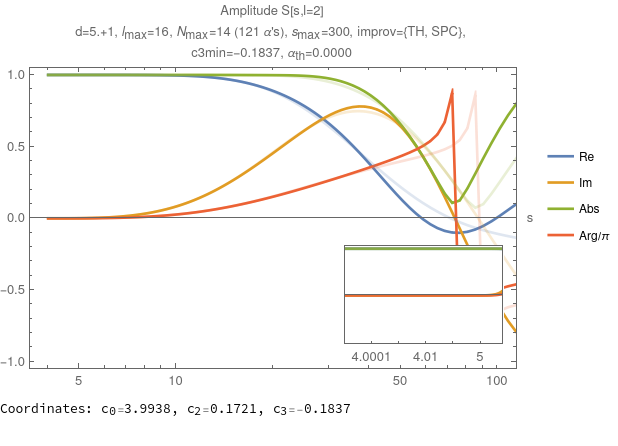 Amplitude S[s,l=2]
d=5.+1, lmax=16, Nmax=14 (121 α's), smax=300, improv={TH, SPC},
c3min=-0.1837, αth=0.0000
1.0
0.5
0.0
-0.5
-1.0
s
Re
Im
Abs
Arg/π
4.0001 4.01 5
5 10 50 100
Coordinates: c0=3.9938, c2=0.1721, c3=-0.1837